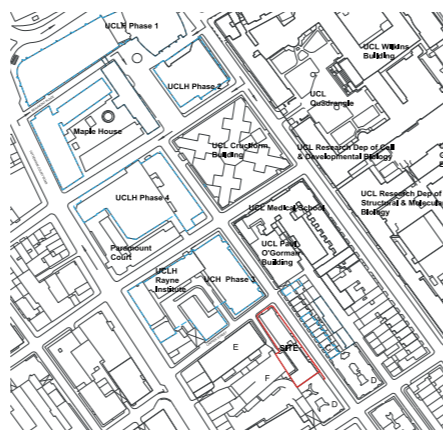 UCLH Phase 1
UCL Wilkins
Building
UCLH Phase 2
UCL
Quadrangle
Maple House
UCL Cruciform
Building
UCL Research Dep of Cell
& Developmental Biology
UCL Research Dep of
Structural & Molecular
Biology
UCLH Phase 4
UCL Medical School
UCL Paul
O'Gorman
Building
Paramount
Court
UCLH
Rayne
Institute
UCH Phase 3
E
SITE
F
D
D